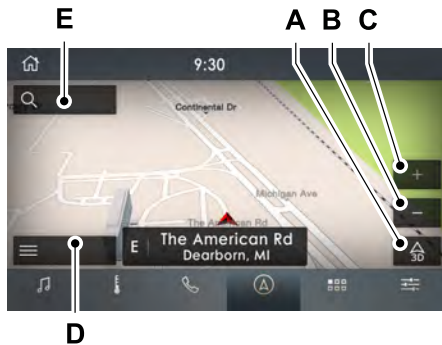 E
A B C
9:30
Continental Dr
+
Michigan Ave
−
The American Rd
E
The American Rd
Dearborn, MI
3D
D